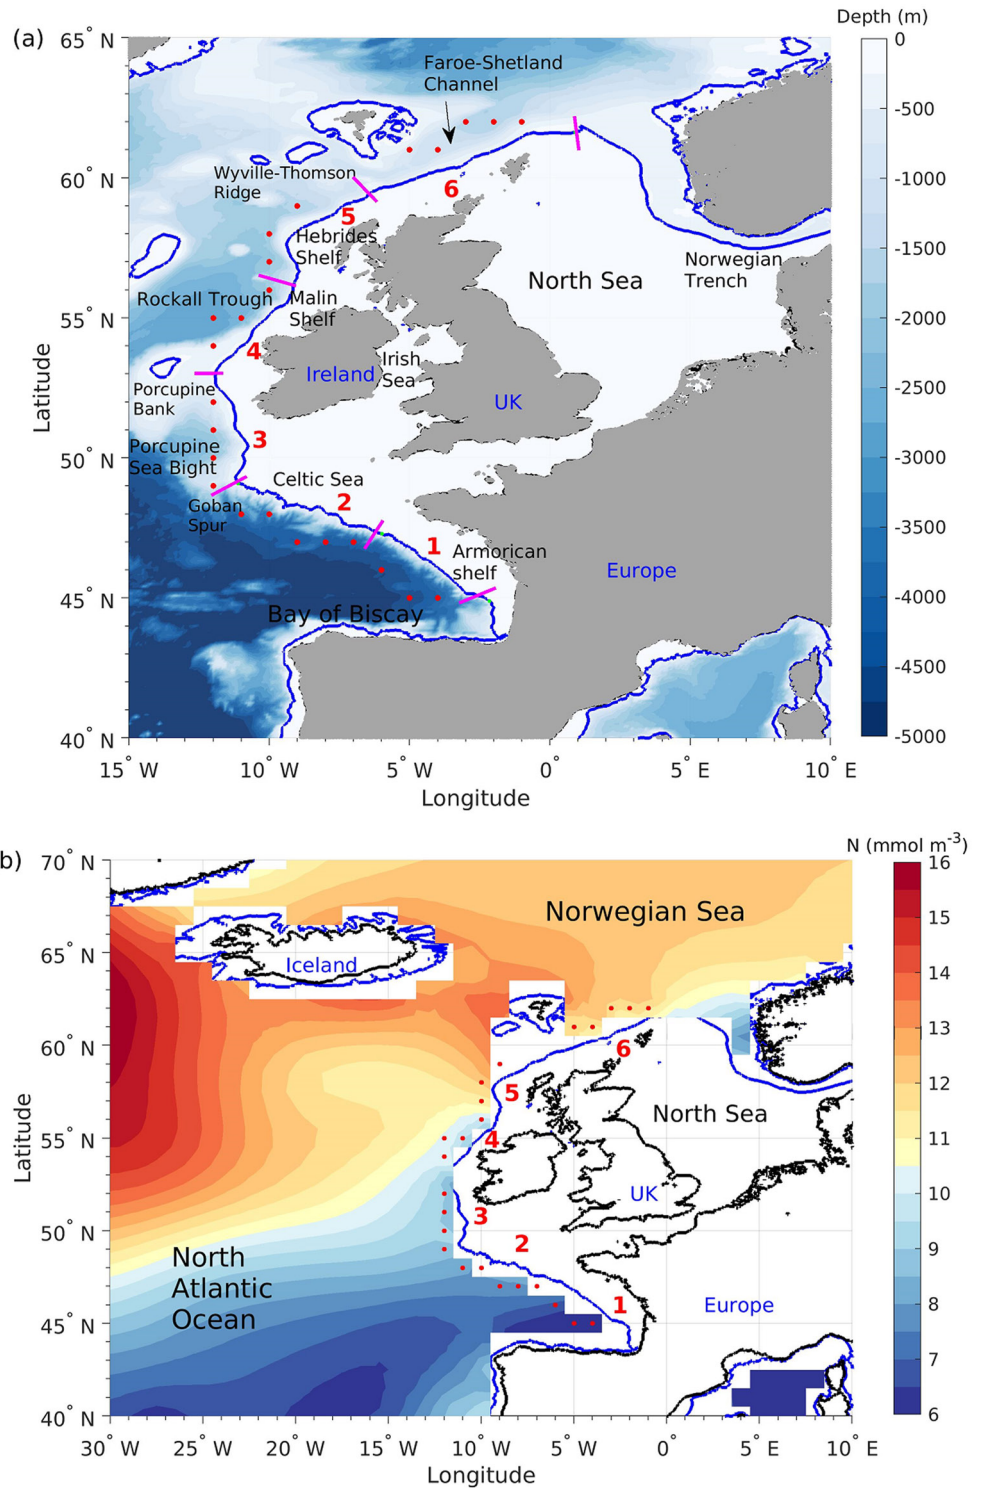 (a)
Depth (m)
65° N
60° N
55° N
50° N
45° N
40° N
Latitude
15° W
10° W
5° W
0°
5° E
10° E
Longitude
Faroe-Shetland
Channel
Wyville-Thomson
Ridge
6
5
Hebrides
Shelf
Norwegian
Trench
North Sea
Rockall Trough
Malin
Shelf
4
Irish
Sea
Ireland
UK
Porcupine
Bank
3
Porcupine
Sea Bight
Celtic Sea
2
Goban
Spur
1
Armorican
shelf
Europe
Bay of Biscay
0
-500
-1000
-1500
-2000
-2500
-3000
-3500
-4000
-4500
-5000
b)
N (mmol m-3)
70° N
65° N
60° N
55° N
50° N
45° N
40° N
Latitude
30° W
25° W
20° W
15° W
10° W
5° W
0°
5° E
10° E
Longitude
Norwegian Sea
Iceland
6
5
North Sea
4
UK
3
2
North
Atlantic
Ocean
1
Europe
16
15
14
13
12
11
10
9
8
7
6